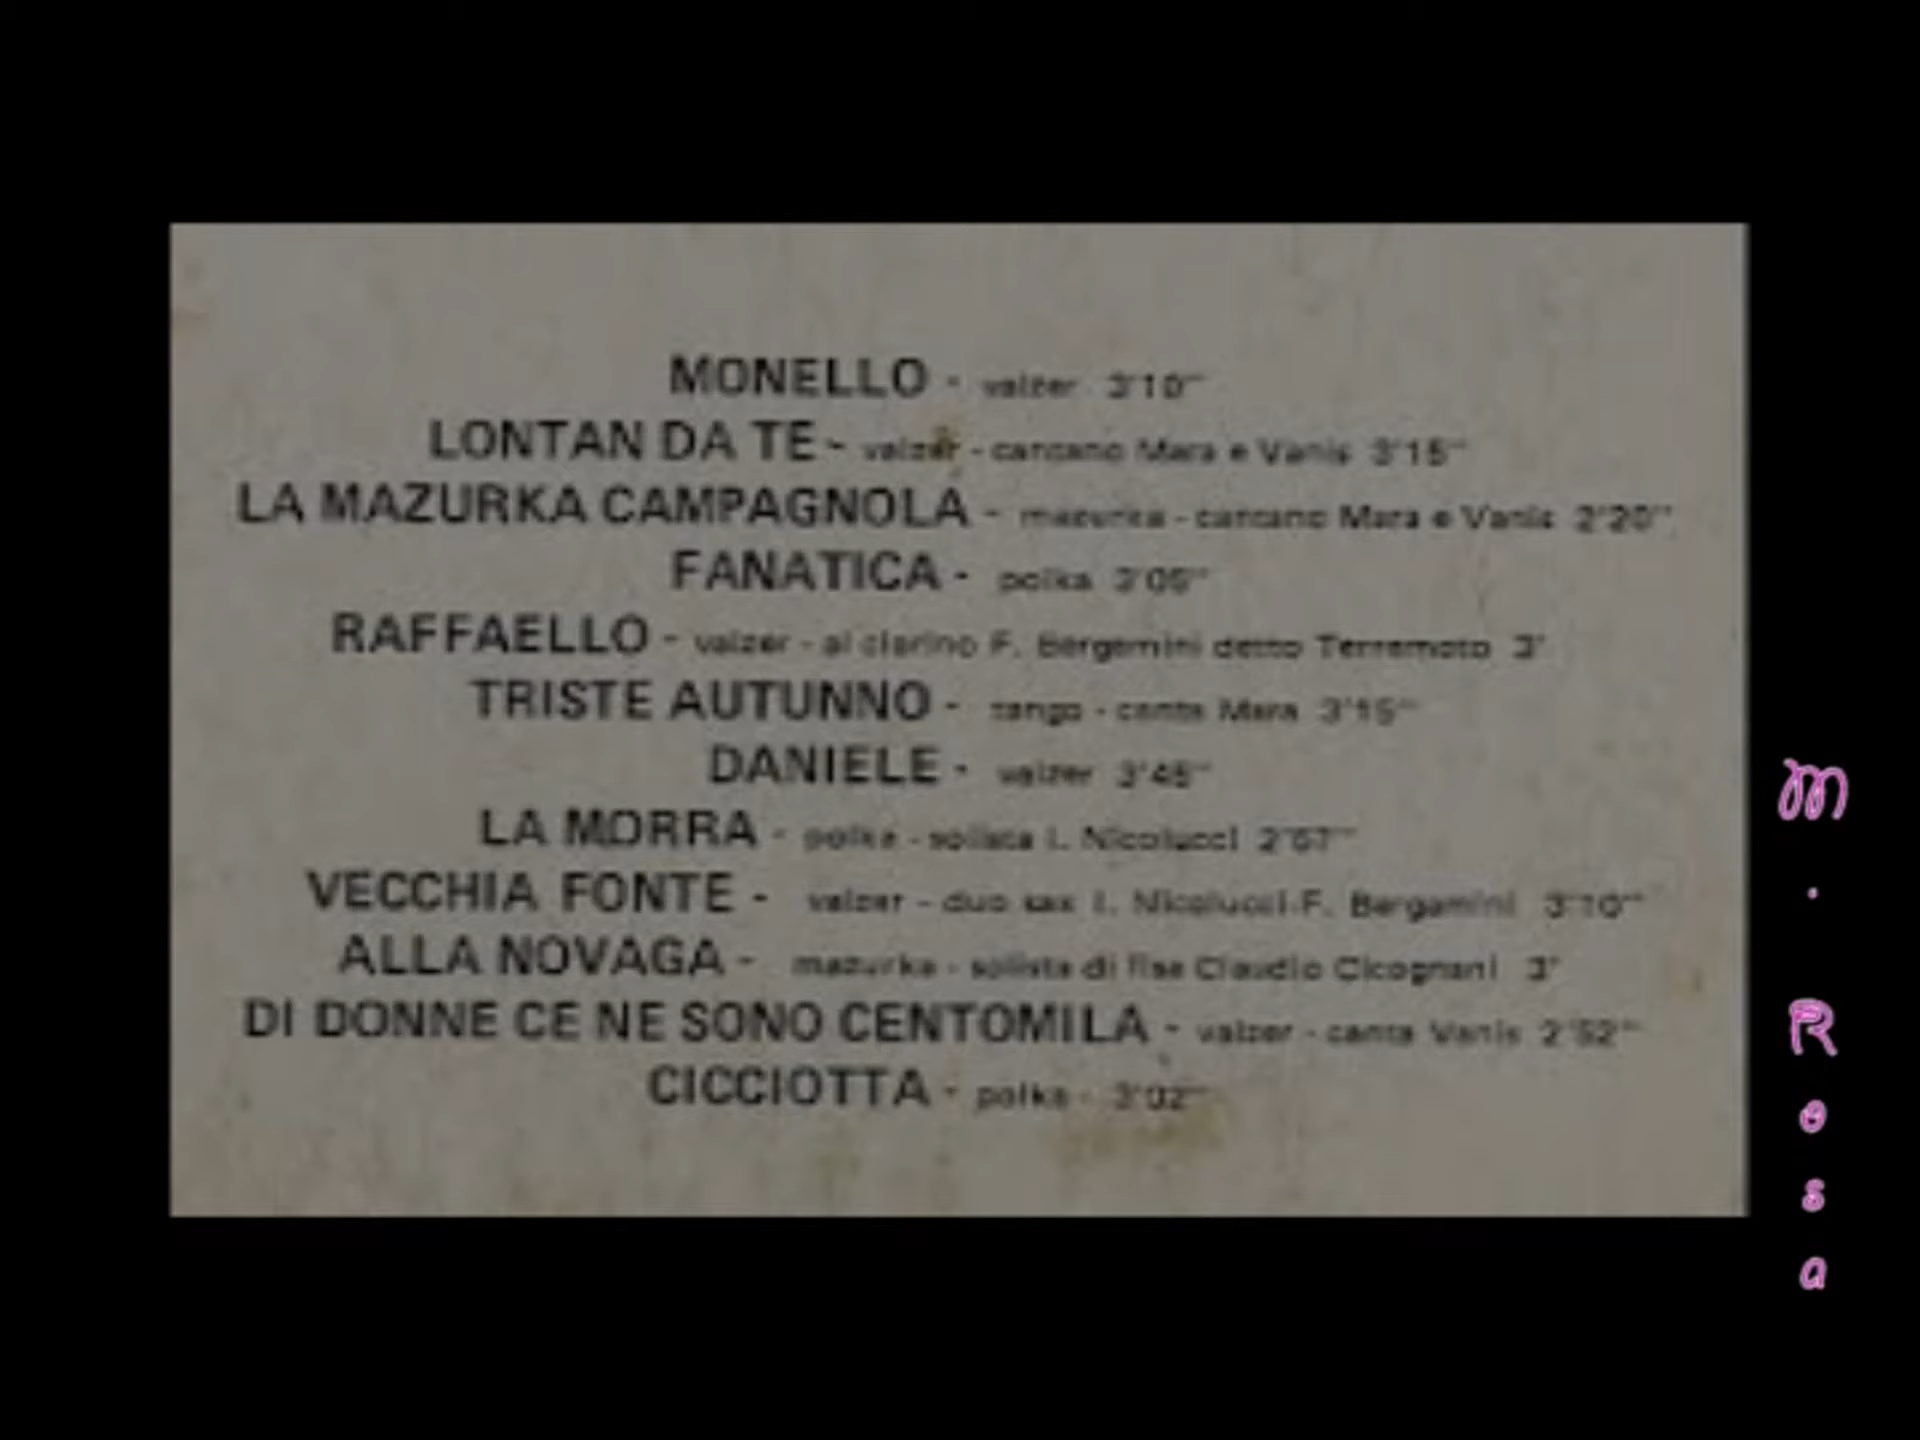 MONELLO - valzer 3'10"
LONTAN DA TE - valzer - cantano Mara e Vanis 3'15"
LA MAZURKA CAMPAGNOLA - mazurka - cantano Mara e Vanis 2'20"
FANATICA - polka 3'05"
RAFFAELLO - valzer - al clarino F. Bergamini detto Terremoto 3'
TRISTE AUTUNNO - tango - canta Mara 3'15"
DANIELE - valzer 3'45"
LA MORRA - polka - solista I. Nicolucci 2'57"
VECCHIA FONTE - valzer - duo sax I. Nicolucci-F. Bergamini 3'10"
ALLA NOVAGA - mazurka - solista di fisa Claudio Cicognani 3'
DI DONNE CE NE SONO CENTOMILA - valzer - canta Vanis 2'52"
CICCIOTTA - polka - 3'02"
M. Rosa